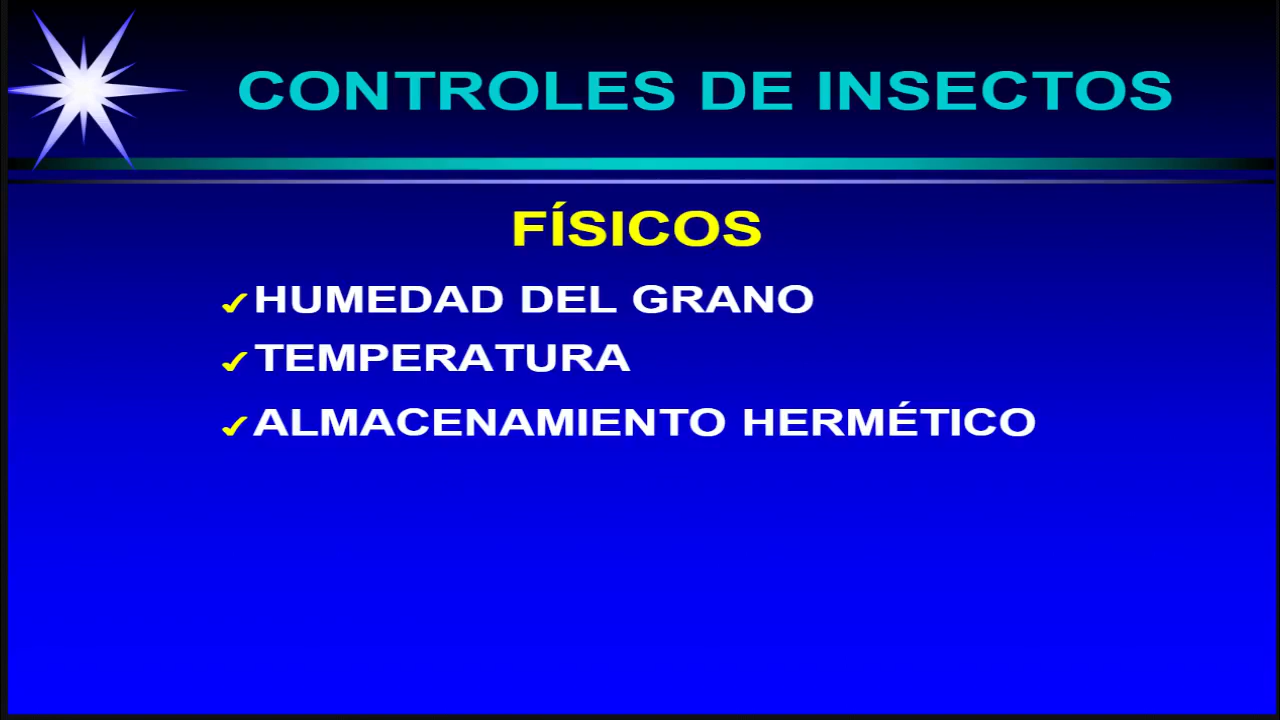 CONTROLES DE INSECTOS
FÍSICOS
✓HUMEDAD DEL GRANO
✓TEMPERATURA
✓ALMACENAMIENTO HERMÉTICO